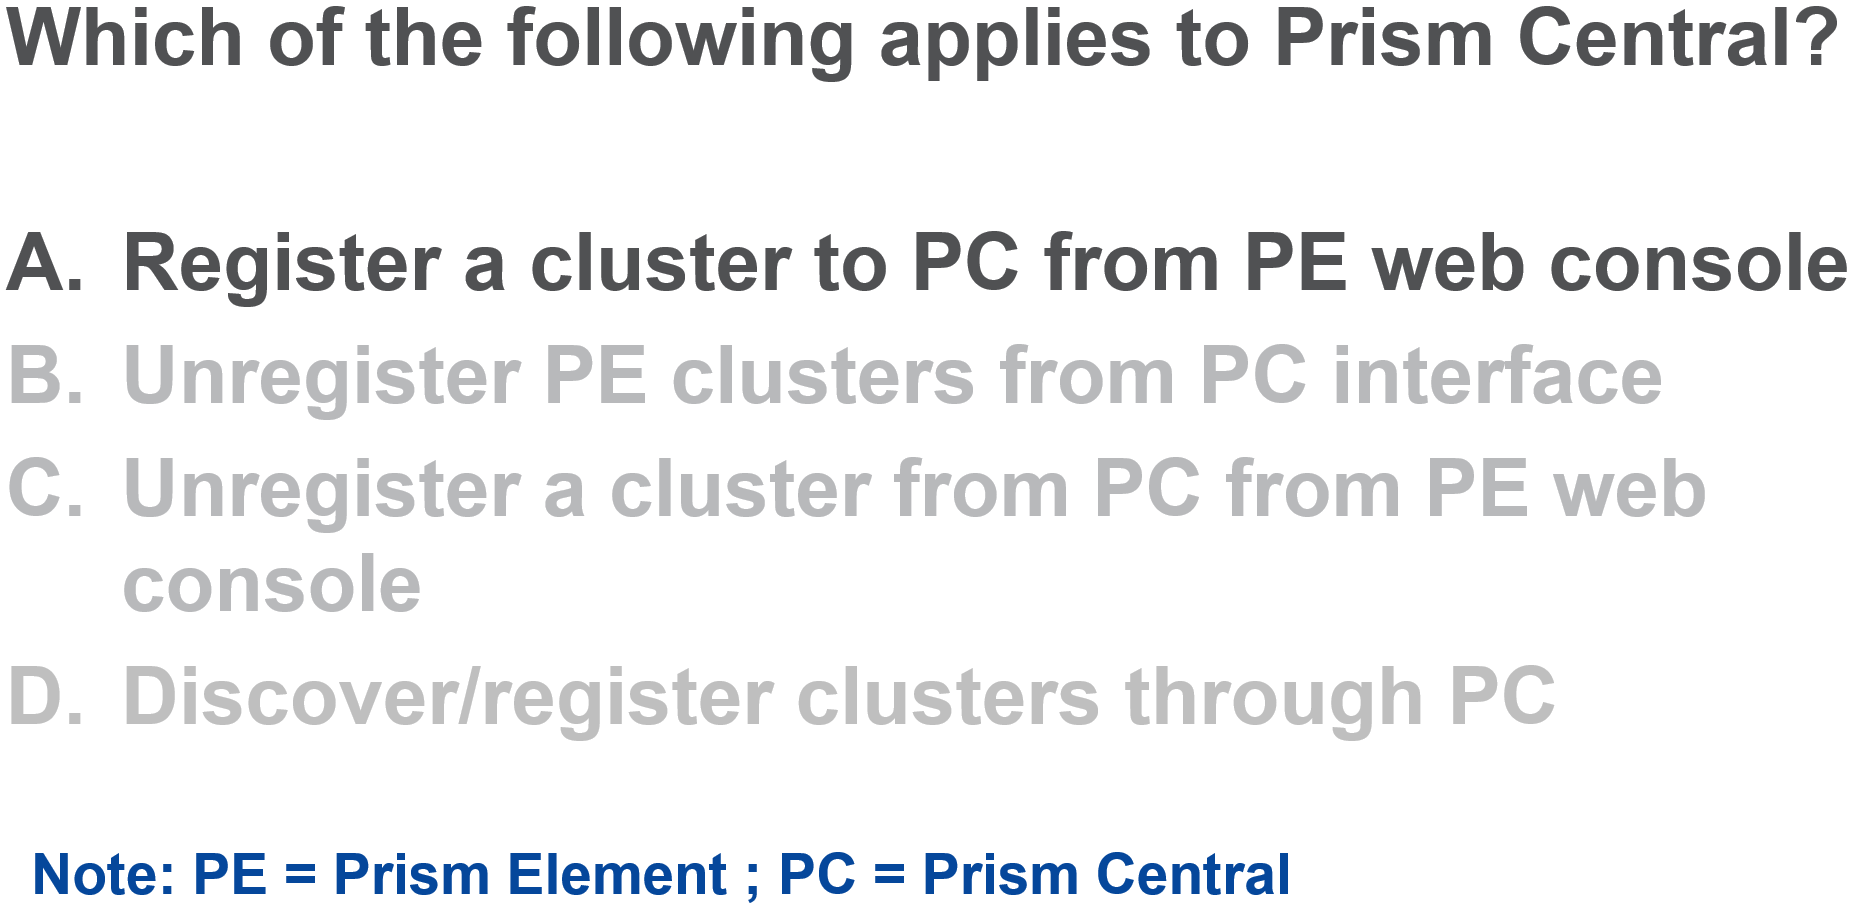 Which of the following applies to Prism Central?
A. Register a cluster to PC from PE web console
B. Unregister PE clusters from PC interface
C. Unregister a cluster from PC from PE web
console
D. Discover/register clusters through PC
Note: PE = Prism Element ; PC = Prism Central